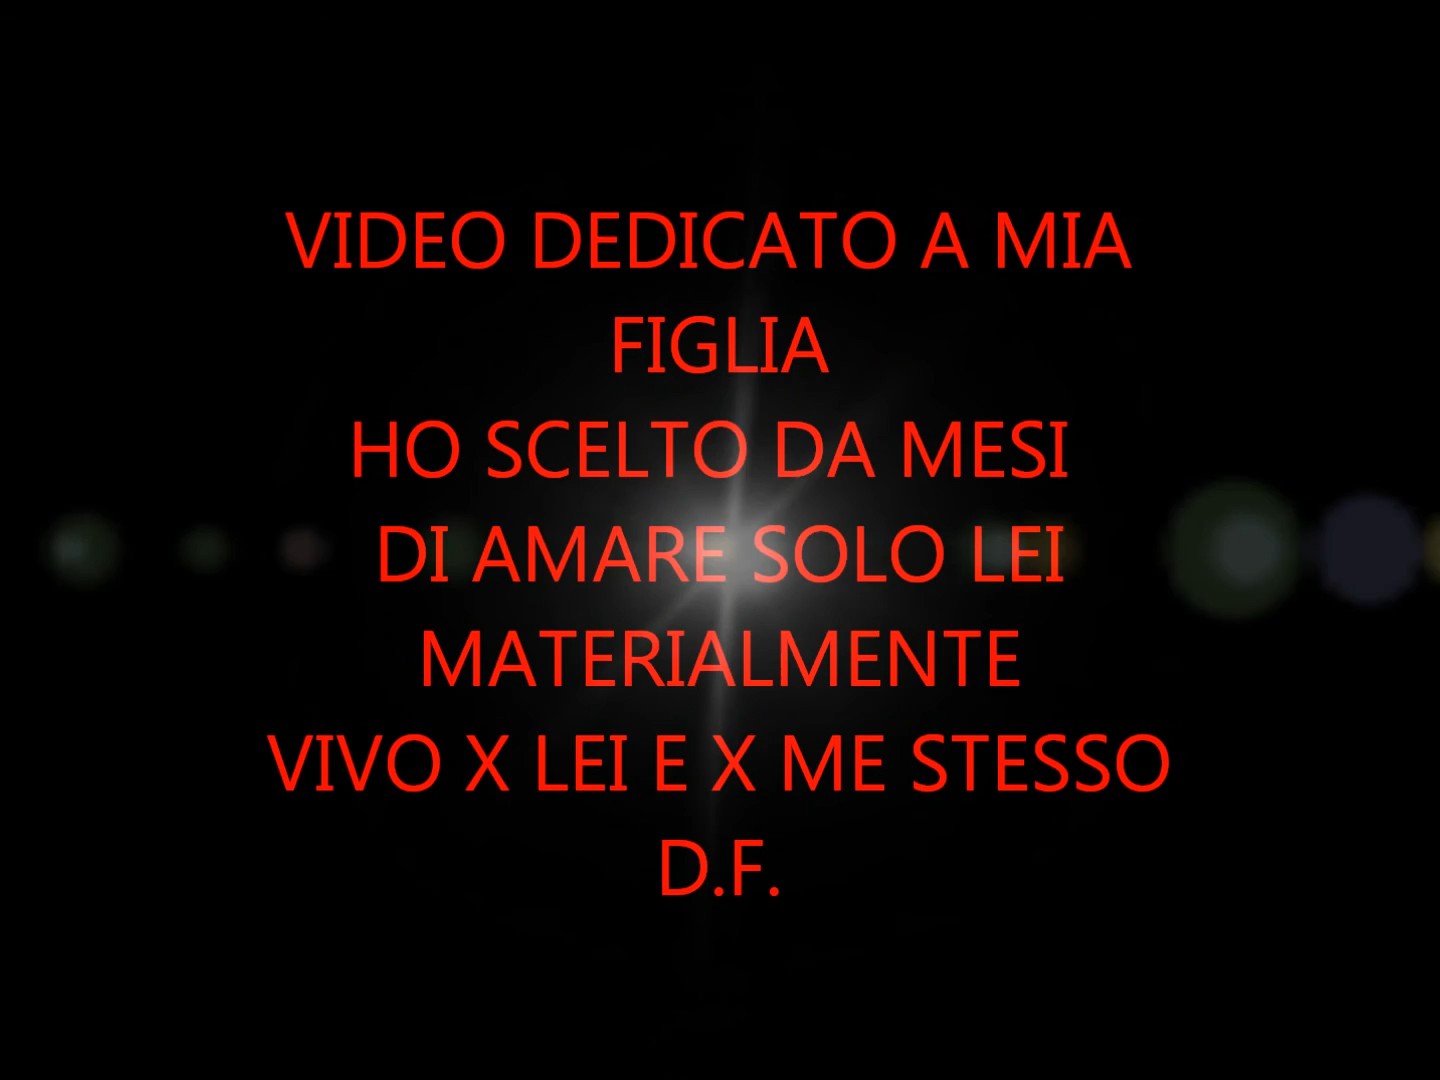 VIDEO DEDICATO A MIA
FIGLIA
HO SCELTO DA MESI
DI AMARE SOLO LEI
MATERIALMENTE
VIVO X LEI E X ME STESSO
D.F.